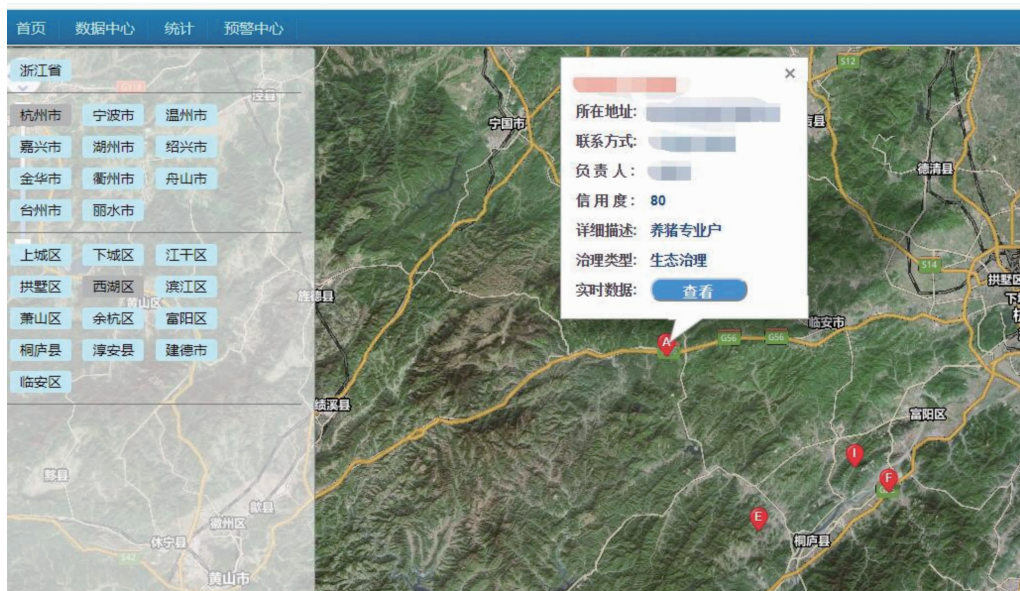 首页 数据中心 统计 预警中心
浙江省
杭州市 宁波市 温州市
嘉兴市 湖州市 绍兴市
金华市 衢州市 舟山市
台州市 丽水市
上城区 下城区 江干区
拱墅区 西湖区 滨江区
萧山区 余杭区 富阳区
桐庐县 淳安县 建德市
临安区
所在地址:
联系方式:
负责人:
信用度: 80
详细描述: 养猪专业户
治理类型: 生态治理
实时数据: 查看
S12
宁国市
德清县
S14
拱墅区
黄山区
旌德县
临安市
A
G56
G56
绩溪县
富阳区
I
F
E
桐庐县
黟县
歙县
徽州区
休宁县
S42
黄山市